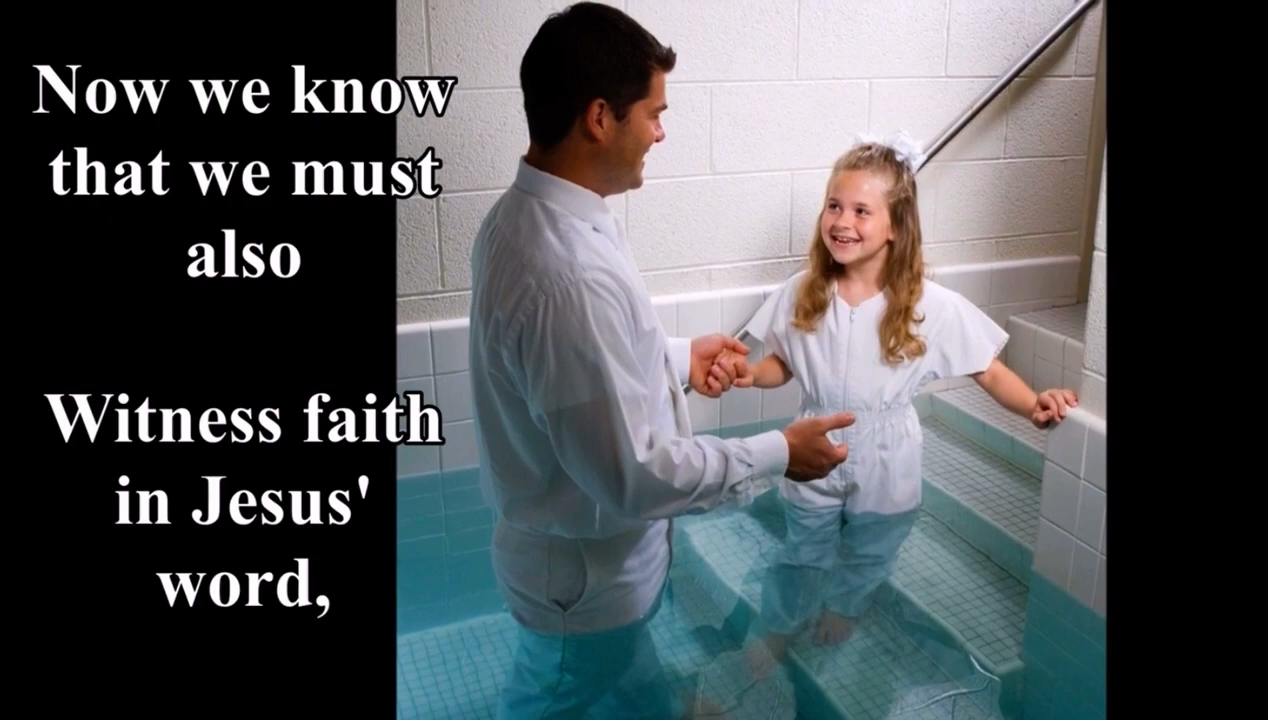 Now we know
that we must
also
Witness faith
in Jesus'
word,